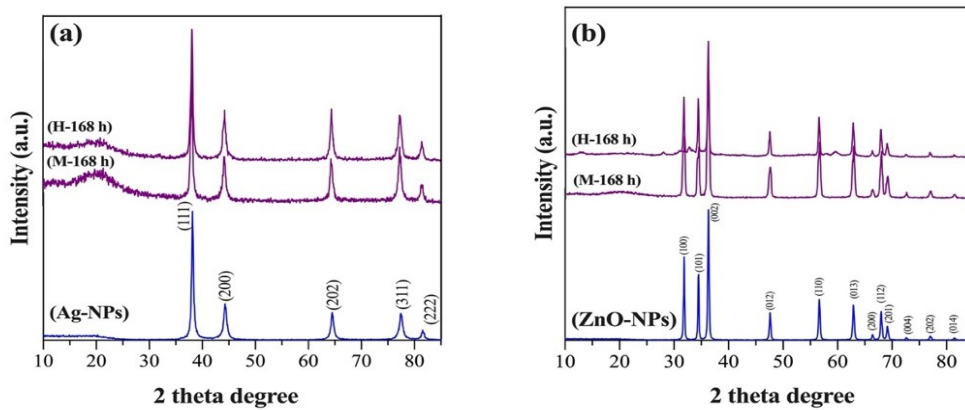 (a)
Intensity (a.u.)
(H-168 h)
(M-168 h)
(Ag-NPs)
(111)
(200)
(202)
(311)
(222)
10 20 30 40 50 60 70 80
2 theta degree
(b)
Intensity (a.u.)
(H-168 h)
(M-168 h)
(ZnO-NPs)
(100)
(101)
(002)
(012)
(110)
(013)
(200)
(112)
(201)
(004)
(202)
(014)
10 20 30 40 50 60 70 80
2 theta degree